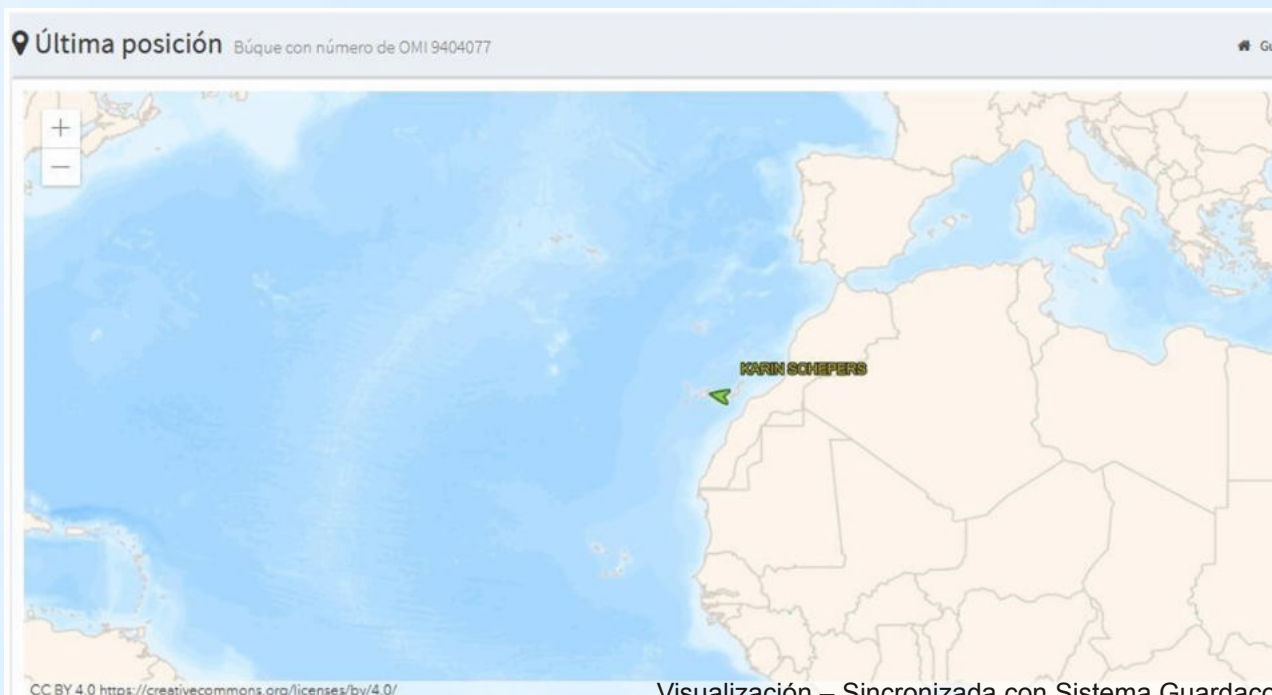 Última posición Búque con número de OMI 9404077
+
−
KARIN SCHEPERS
CC BY 4.0 https://creativecommons.org/licenses/by/4.0/
Visualización – Sincronizada con Sistema Guardaco